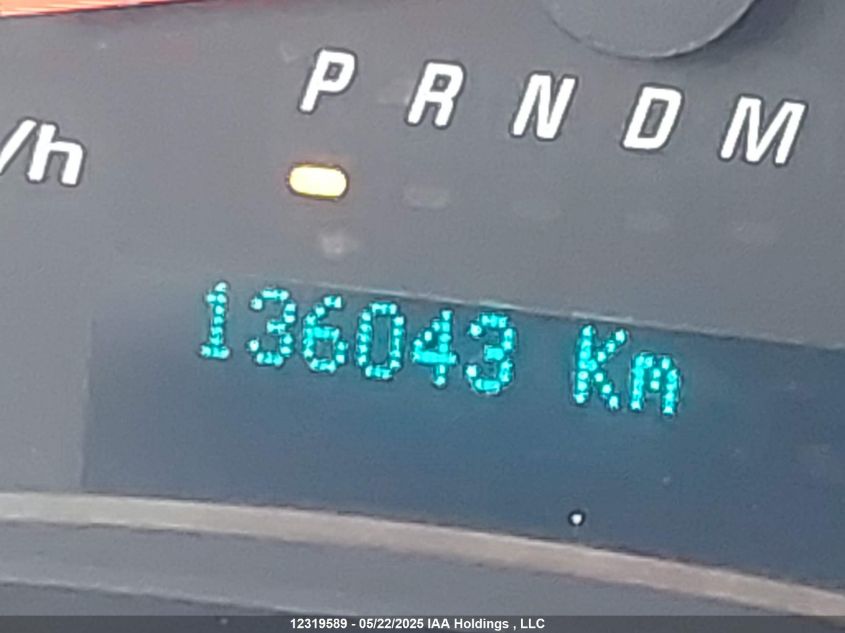 P R N D M
/h
136043 Km
12319589 - 05/22/2025 IAA Holdings , LLC